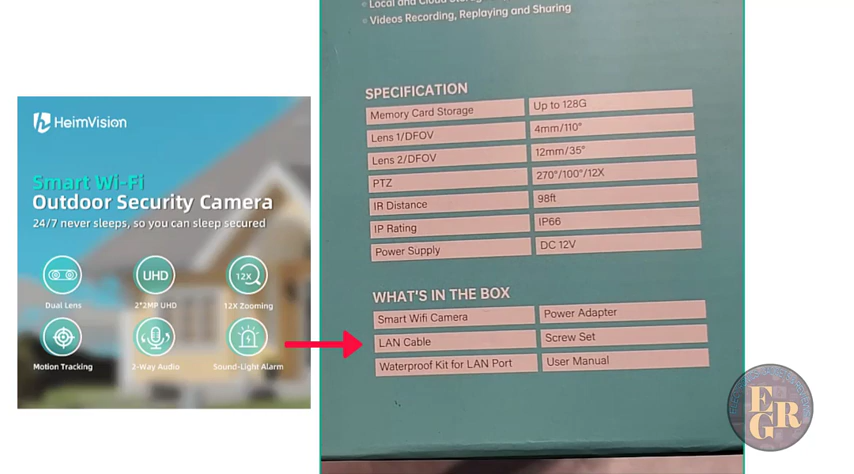 HeimVision
Smart Wi-Fi
Outdoor Security Camera
24/7 never sleeps, so you can sleep secured
UHD
12X
Dual Lens
2*2MP UHD
12X Zooming
Motion Tracking
2-Way Audio
Sound-Light Alarm
Local and Cloud
Videos Recording, Replaying and Sharing
SPECIFICATION
Memory Card Storage Up to 128G
Lens 1/DFOV 4mm/110°
Lens 2/DFOV 12mm/35°
PTZ 270°/100°/12X
IR Distance 98ft
IP Rating IP66
Power Supply DC 12V
WHAT'S IN THE BOX
Smart Wifi Camera Power Adapter
LAN Cable Screw Set
Waterproof Kit for LAN Port User Manual
E
R
G